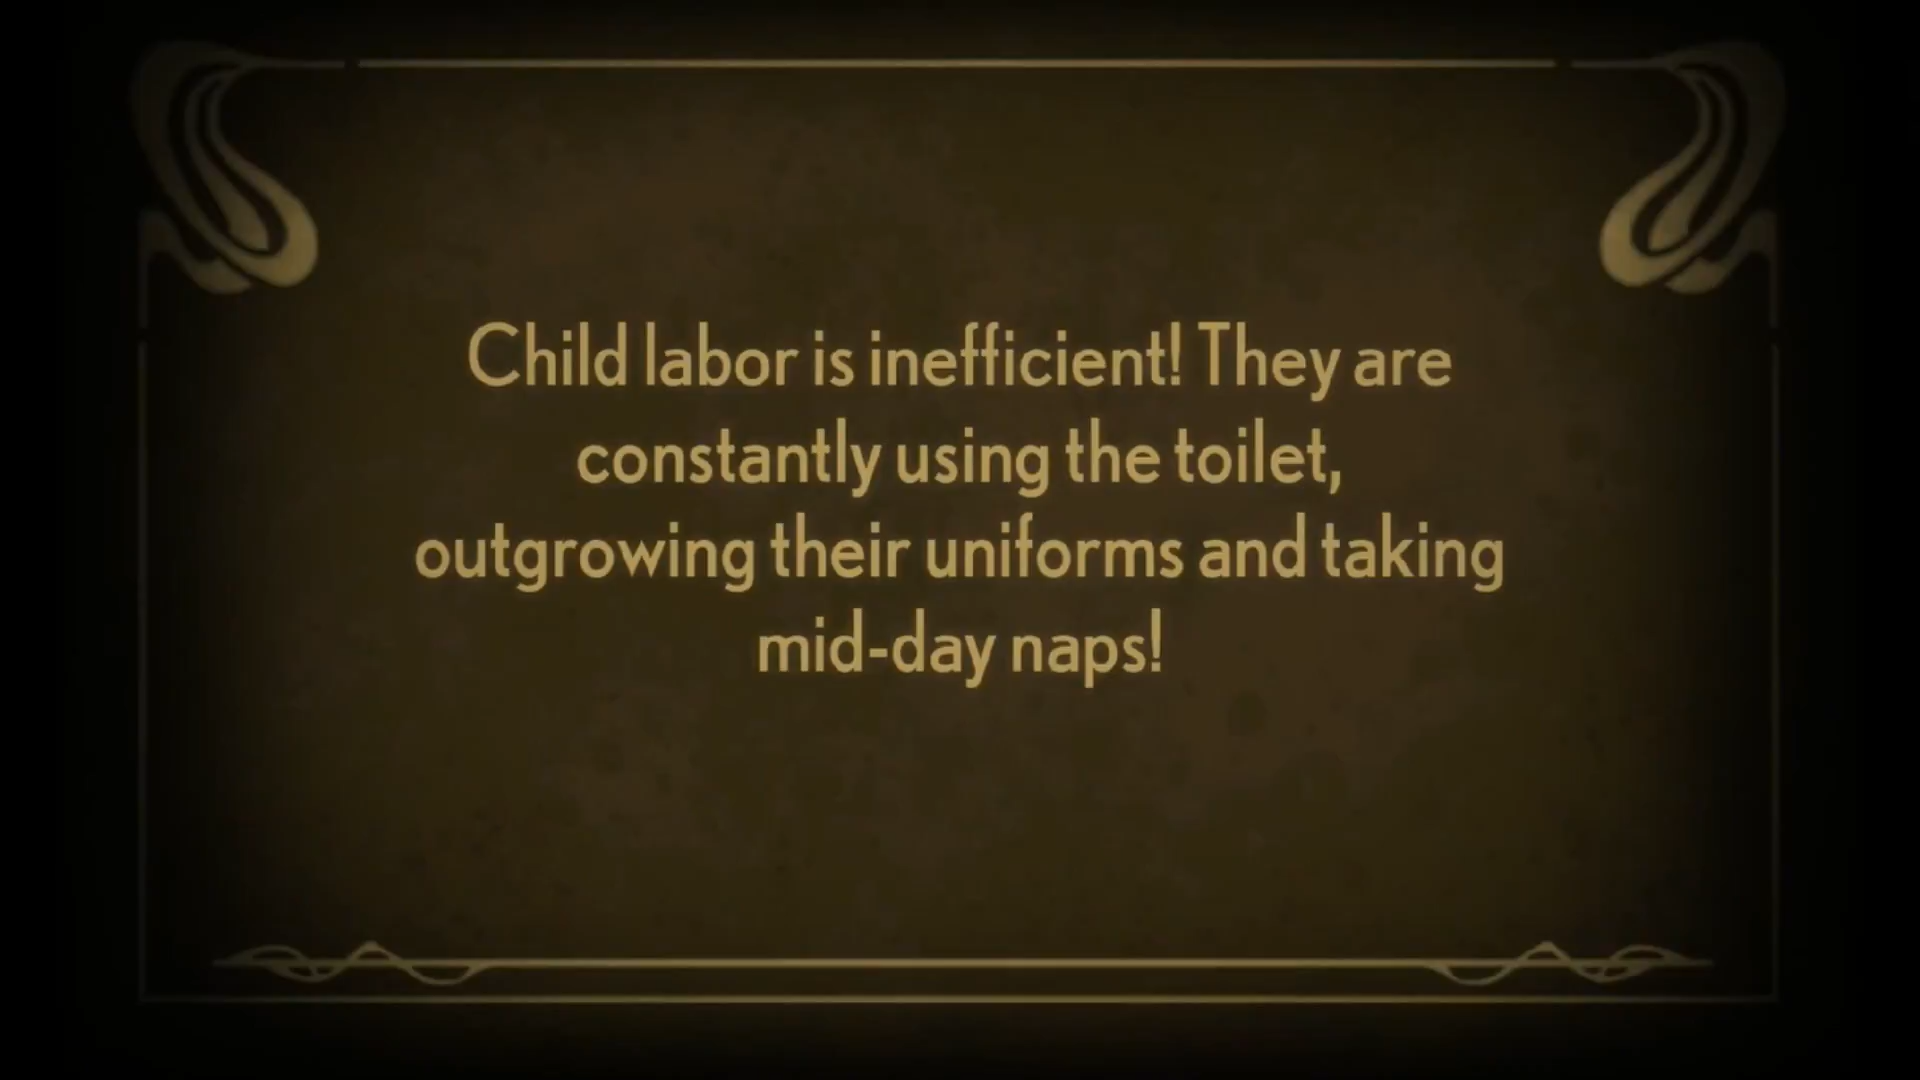 Child labor is inefficient! They are
constantly using the toilet,
outgrowing their uniforms and taking
mid-day naps!